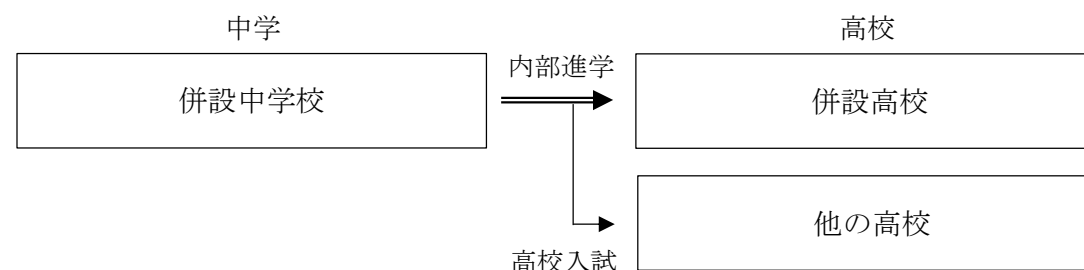 中学
高校
併設中学校
内部進学
併設高校
他の高校
高校入試